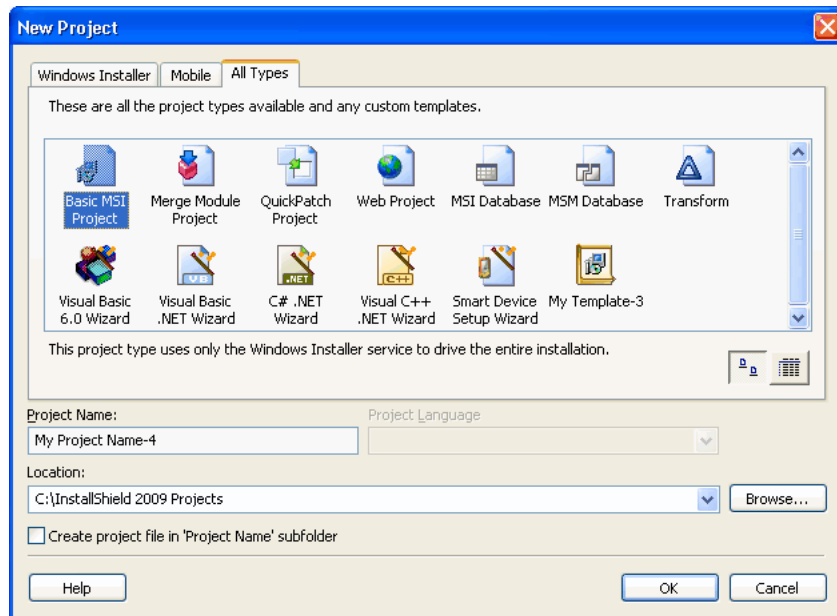 New Project
Windows Installer Mobile All Types
These are all the project types available and any custom templates.
Basic MSI Project
Merge Module Project
QuickPatch Project
Web Project
MSI Database
MSM Database
Transform
Visual Basic 6.0 Wizard
VB
Visual Basic .NET Wizard
.NET
C# .NET Wizard
C++
Visual C++ .NET Wizard
Smart Device Setup Wizard
My Template-3
This project type uses only the Windows Installer service to drive the entire installation.
Project Name: Project Language
My Project Name-4
Location:
C:\InstallShield 2009 Projects Browse...
Create project file in 'Project Name' subfolder
Help OK Cancel